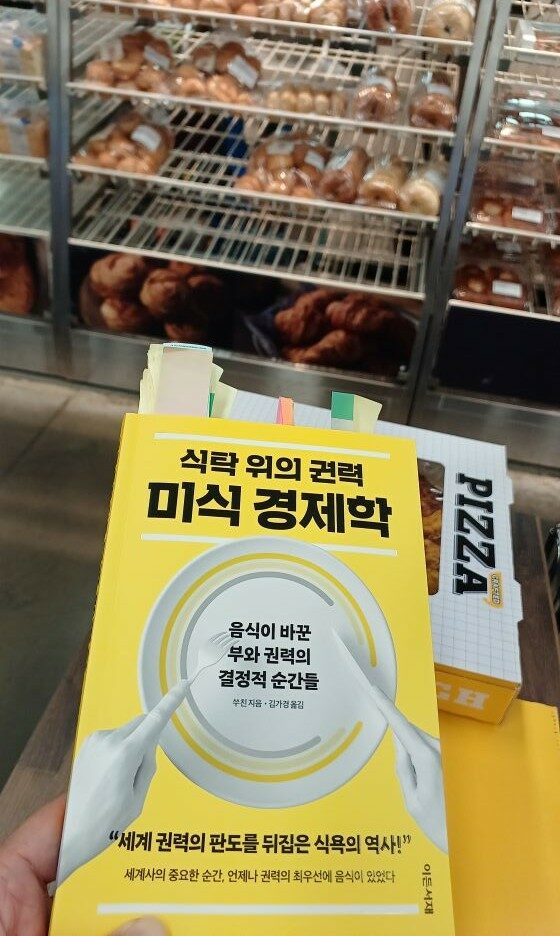 식탁 위의 권력
미식 경제학
음식이 바꾼
부와 권력의
결정적 순간들
쑤친 지음 · 김가경 옮김
“세계 권력의 판도를 뒤집은 식욕의 역사!”
세계사의 중요한 순간, 언제나 권력의 최우선에 음식이 있었다
이든서재
PIZZA
GH